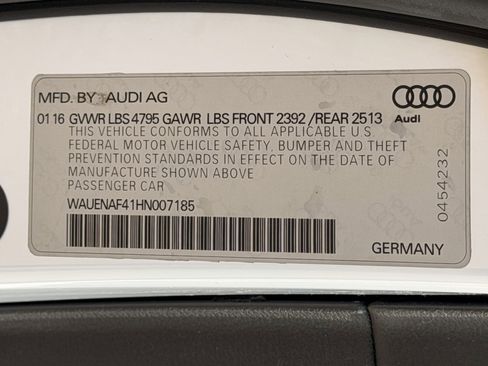 MFD. BY: AUDI AG
01 16 GVWR LBS 4795 GAWR LBS FRONT 2392 /REAR 2513
Audi
THIS VEHICLE CONFORMS TO ALL APPLICABLE U.S
FEDERAL MOTOR VEHICLE SAFETY, BUMPER AND THEFT
PREVENTION STANDARDS IN EFFECT ON THE DATE OF
MANUFACTURE SHOWN ABOVE
PASSENGER CAR
WAUENAF41HN007185
0454232
GERMANY